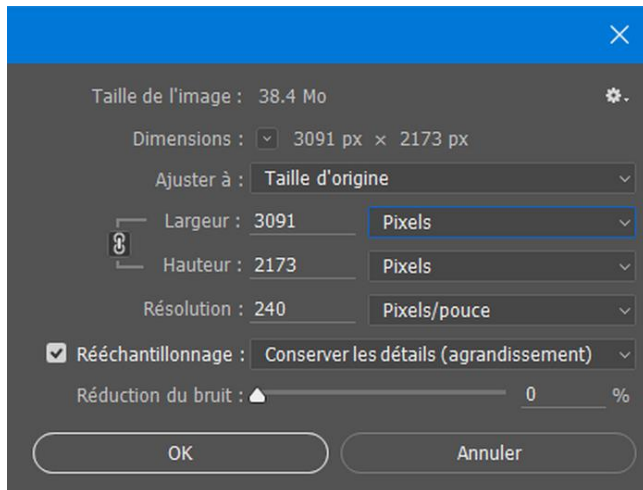 Taille de l'image : 38.4 Mo
Dimensions : 3091 px × 2173 px
Ajuster à : Taille d'origine
Largeur : 3091 Pixels
Hauteur : 2173 Pixels
Résolution : 240 Pixels/pouce
Rééchantillonnage : Conserver les détails (agrandissement)
Réduction du bruit : 0 %
OK Annuler